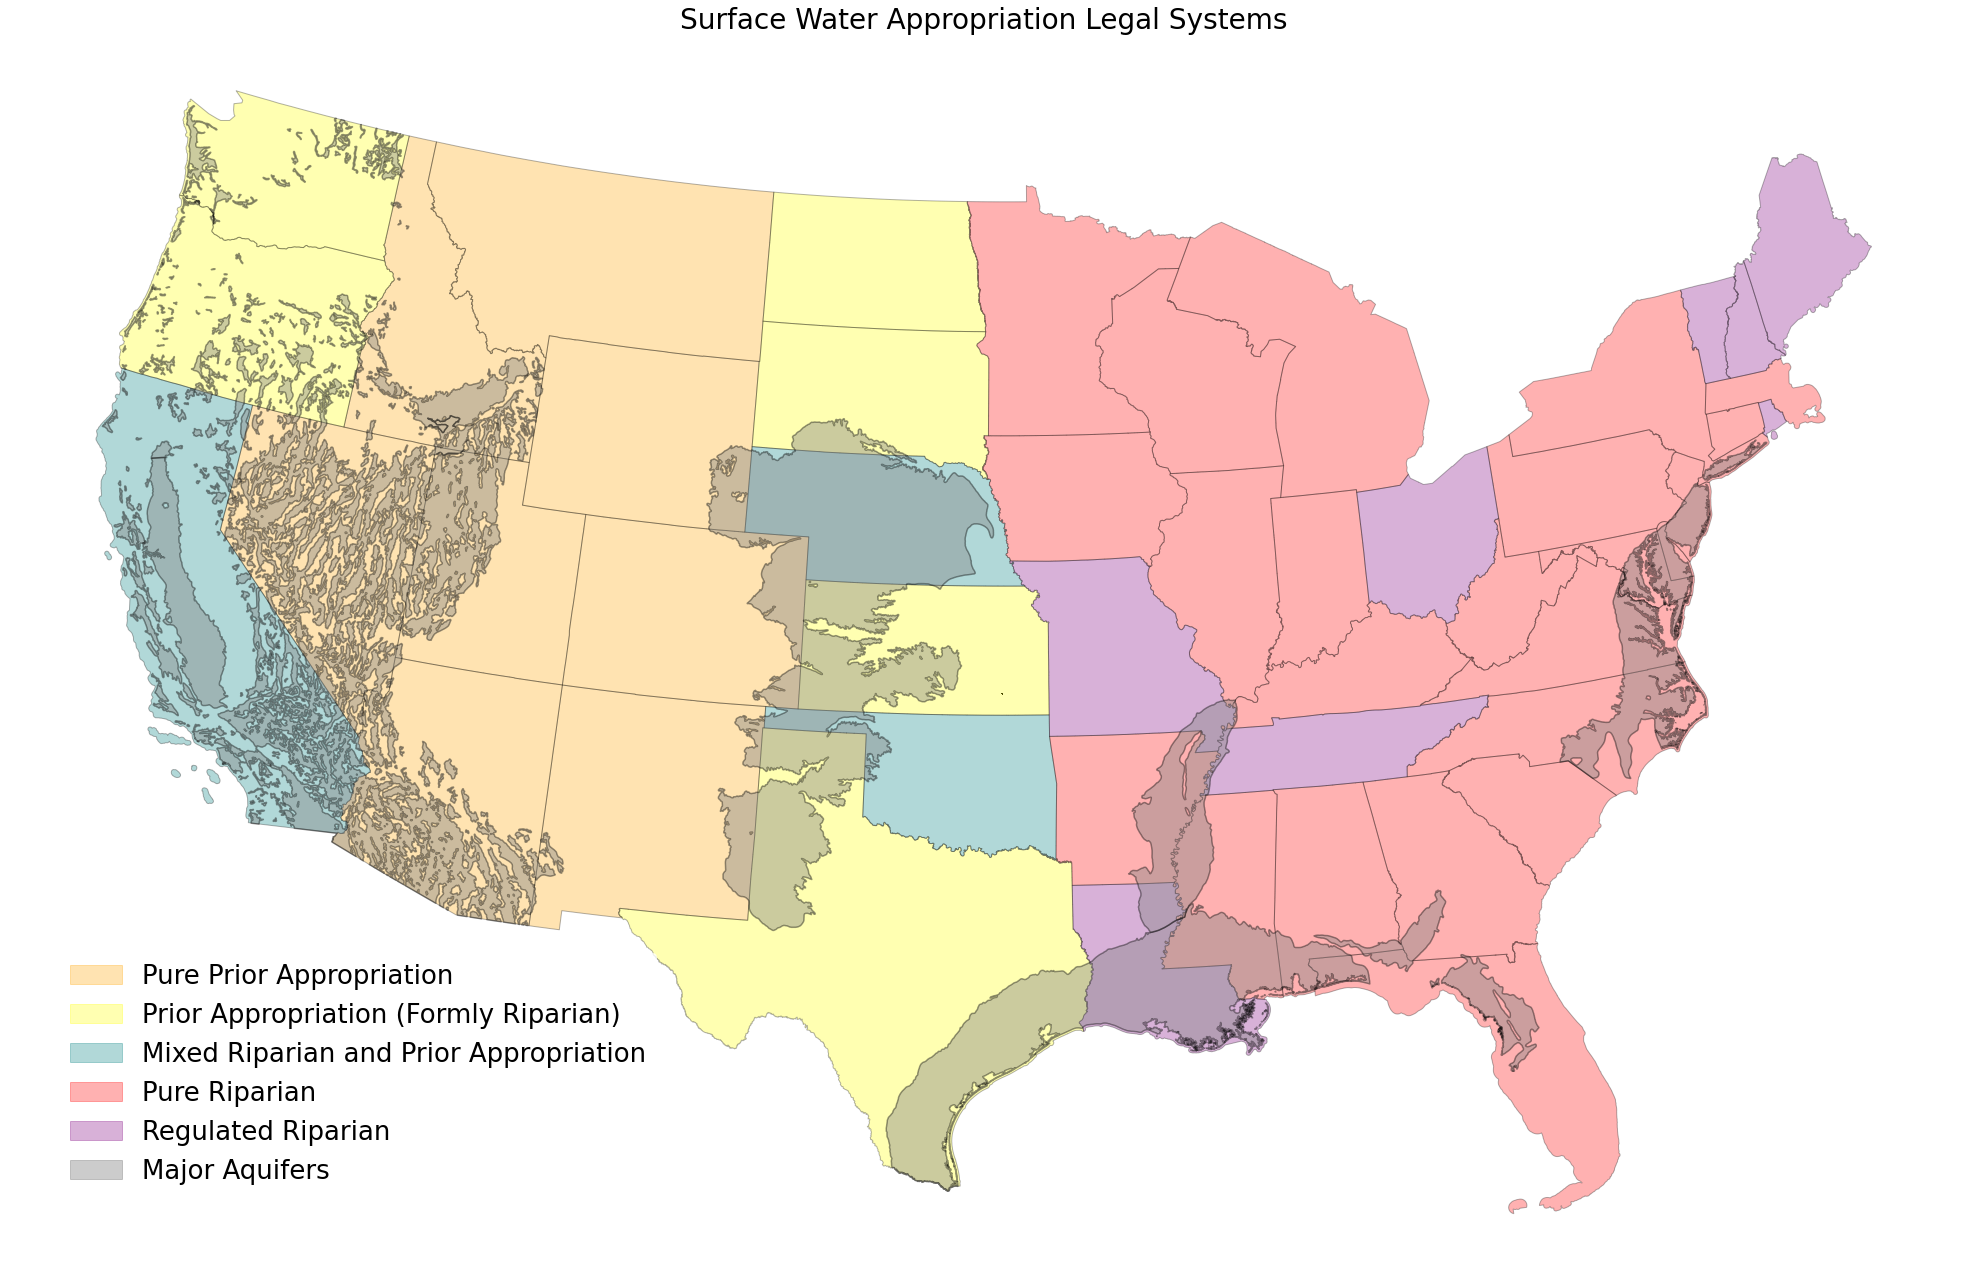 Surface Water Appropriation Legal Systems
Pure Prior Appropriation
Prior Appropriation (Formly Riparian)
Mixed Riparian and Prior Appropriation
Pure Riparian
Regulated Riparian
Major Aquifers